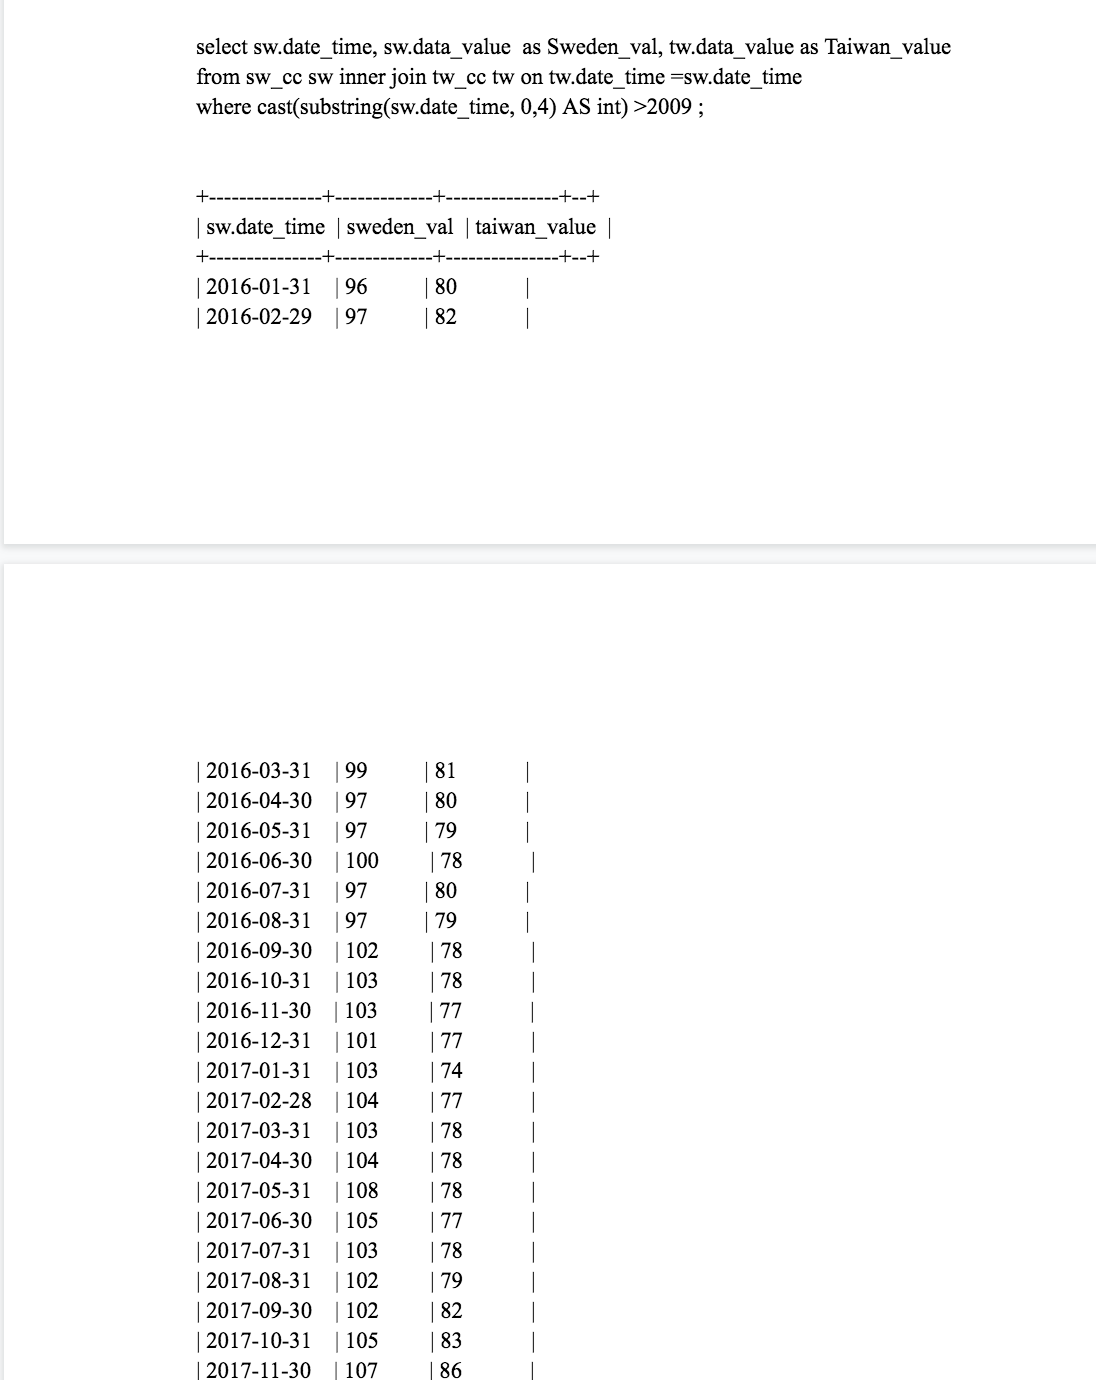 select sw.date_time, sw.data_value  as Sweden_val, tw.data_value as Taiwan_value
from sw_cc sw inner join tw_cc tw on tw.date_time =sw.date_time
where cast(substring(sw.date_time, 0,4) AS int) >2009 ;
+---------------+-------------+---------------+--+
| sw.date_time  | sweden_val  | taiwan_value  |
+---------------+-------------+---------------+--+
| 2016-01-31    | 96          | 80            |
| 2016-02-29    | 97          | 82            |
| 2016-03-31    | 99          | 81            |
| 2016-04-30    | 97          | 80            |
| 2016-05-31    | 97          | 79            |
| 2016-06-30    | 100         | 78            |
| 2016-07-31    | 97          | 80            |
| 2016-08-31    | 97          | 79            |
| 2016-09-30    | 102         | 78            |
| 2016-10-31    | 103         | 78            |
| 2016-11-30    | 103         | 77            |
| 2016-12-31    | 101         | 77            |
| 2017-01-31    | 103         | 74            |
| 2017-02-28    | 104         | 77            |
| 2017-03-31    | 103         | 78            |
| 2017-04-30    | 104         | 78            |
| 2017-05-31    | 108         | 78            |
| 2017-06-30    | 105         | 77            |
| 2017-07-31    | 103         | 78            |
| 2017-08-31    | 102         | 79            |
| 2017-09-30    | 102         | 82            |
| 2017-10-31    | 105         | 83            |
| 2017-11-30    | 107         | 86            |